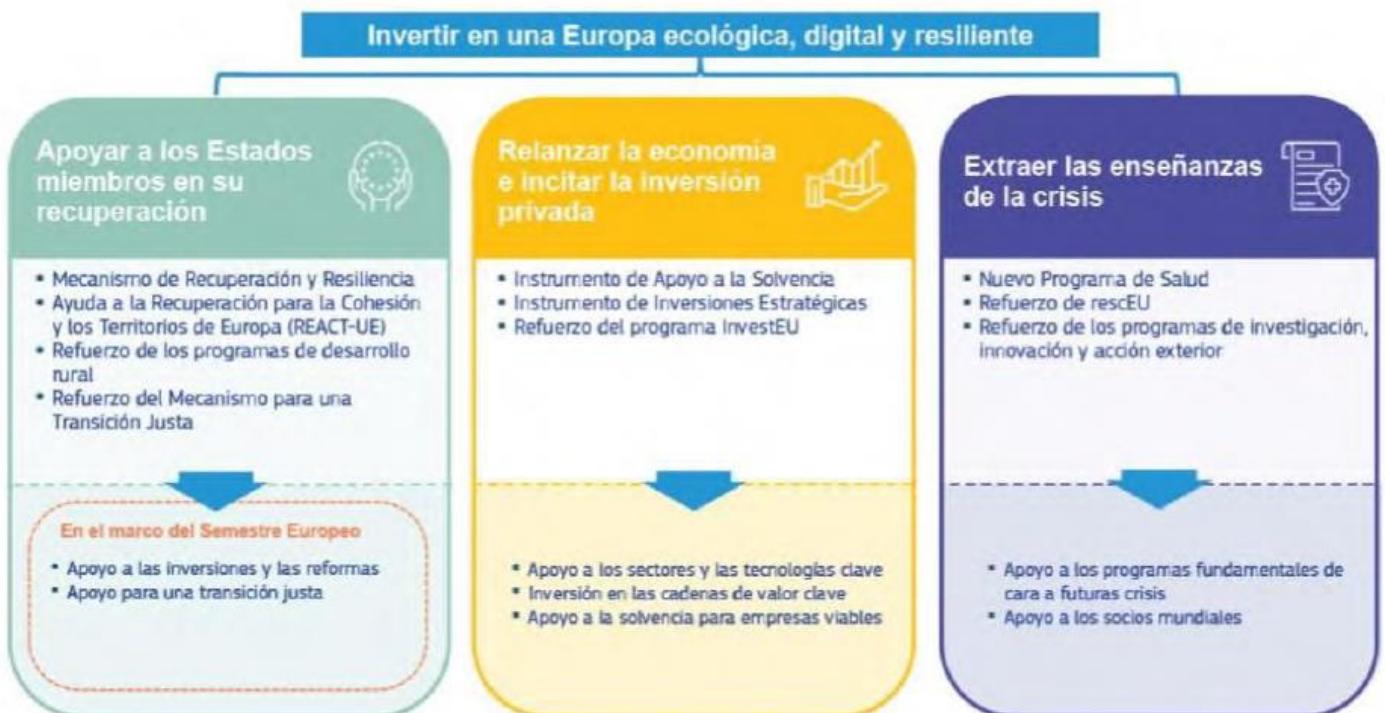 Invertir en una Europa ecológica, digital y resiliente
Apoyar a los Estados
miembros en su
recuperación
▪ Mecanismo de Recuperación y Resiliencia
▪ Ayuda a la Recuperación para la Cohesión
y los Territorios de Europa (REACT-UE)
▪ Refuerzo de los programas de desarrollo
rural
▪ Refuerzo del Mecanismo para una
Transición Justa
En el marco del Semestre Europeo
▪ Apoyo a las inversiones y las reformas
▪ Apoyo para una transición justa
Relanzar la economía
e incitar la inversión
privada
▪ Instrumento de Apoyo a la Solvencia
▪ Instrumento de Inversiones Estratégicas
▪ Refuerzo del programa InvestEU
▪ Apoyo a los sectores y las tecnologías clave
▪ Inversión en las cadenas de valor clave
▪ Apoyo a la solvencia para empresas viables
Extraer las enseñanzas
de la crisis
▪ Nuevo Programa de Salud
▪ Refuerzo de rescEU
▪ Refuerzo de los programas de investigación,
innovación y acción exterior
▪ Apoyo a los programas fundamentales de
cara a futuras crisis
▪ Apoyo a los socios mundiales